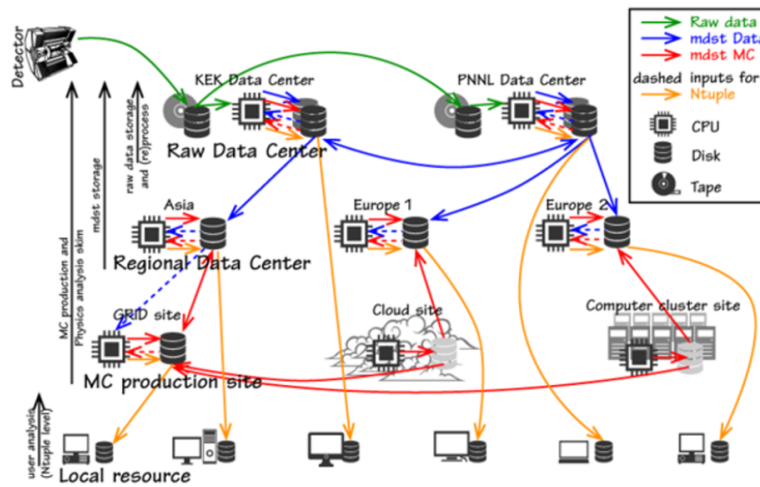 Detector
Raw data
mdst Data
mdst MC
dashed inputs for
Ntuple
CPU
Disk
Tape
KEK Data Center
PNNL Data Center
Raw Data Center
raw data storage
and (re)process
mdst storage
MC production and
Physics analysis skim
Asia
Europe 1
Europe 2
Regional Data Center
GRID site
Cloud site
Computer cluster site
MC production site
user analysis
(Ntuple level)
Local resource